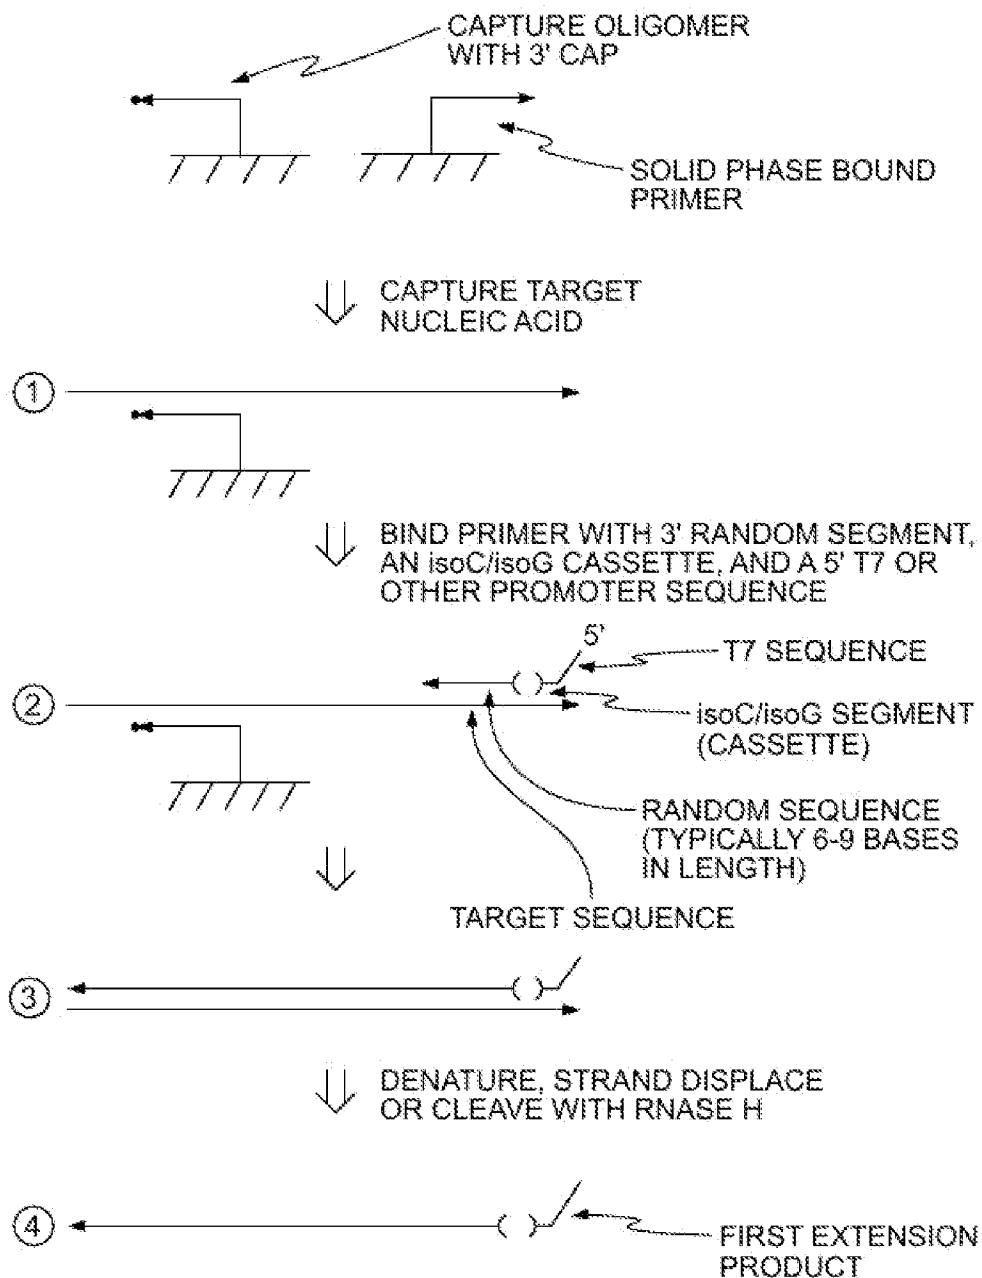 CAPTURE OLIGOMER
WITH 3' CAP
SOLID PHASE BOUND
PRIMER
CAPTURE TARGET
NUCLEIC ACID
1
BIND PRIMER WITH 3' RANDOM SEGMENT,
AN isoC/isoG CASSETTE, AND A 5' T7 OR
OTHER PROMOTER SEQUENCE
5'
T7 SEQUENCE
2
isoC/isoG SEGMENT
(CASSETTE)
RANDOM SEQUENCE
(TYPICALLY 6-9 BASES
IN LENGTH)
TARGET SEQUENCE
3
DENATURE, STRAND DISPLACE
OR CLEAVE WITH RNASE H
4
FIRST EXTENSION
PRODUCT